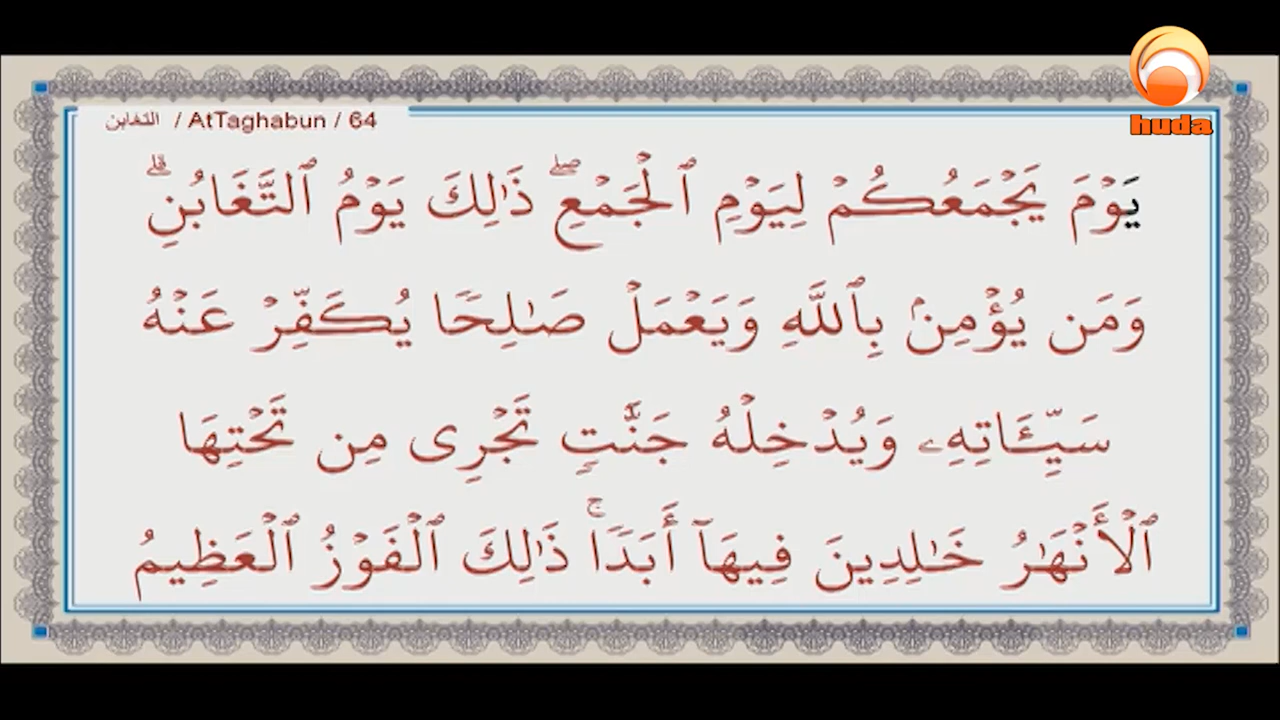 huda
التغابن / AtTaghabun / 64
يَوْمَ يَجْمَعُكُمْ لِيَوْمِ ٱلْجَمْعِ ۖ ذَٰلِكَ يَوْمُ ٱلتَّغَابُنِ ۗ
وَمَن يُؤْمِنۢ بِٱللَّهِ وَيَعْمَلْ صَـٰلِحًا يُكَفِّرْ عَنْهُ
سَيِّـَٔاتِهِۦ وَيُدْخِلْهُ جَنَّـٰتٍ تَجْرِى مِن تَحْتِهَا
ٱلْأَنْهَـٰرُ خَـٰلِدِينَ فِيهَآ أَبَدًا ۚ ذَٰلِكَ ٱلْفَوْزُ ٱلْعَظِيمُ